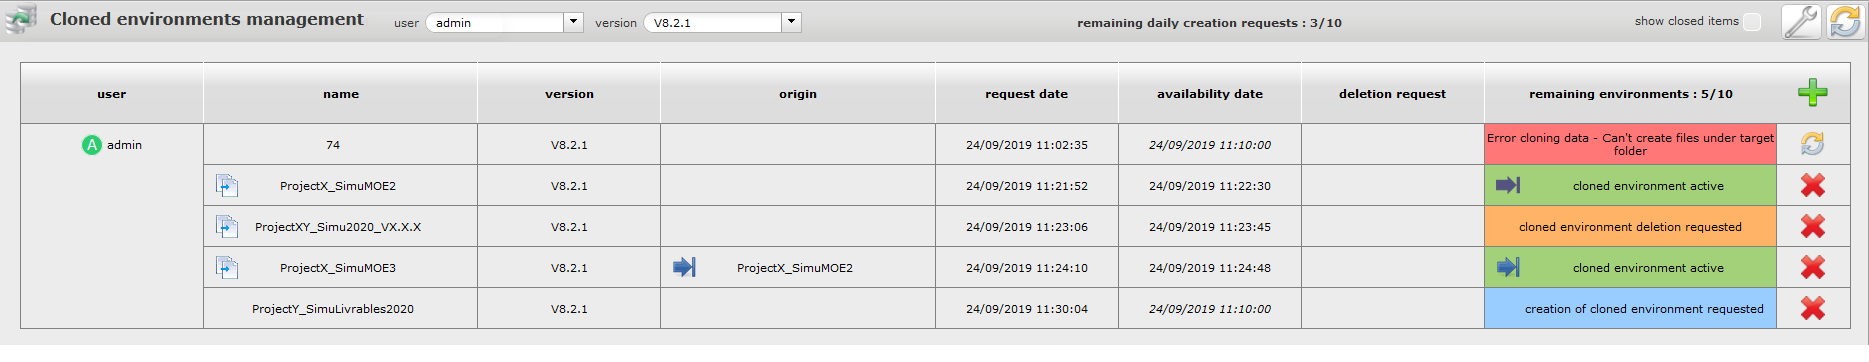 Cloned environments management user admin version V8.2.1 remaining daily creation requests : 3/10 show closed items
user name version origin request date availability date deletion request remaining environments : 5/10
A admin 74 V8.2.1 24/09/2019 11:02:35 24/09/2019 11:10:00 Error cloning data - Can't create files under target
folder
ProjectX_SimuMOE2 V8.2.1 24/09/2019 11:21:52 24/09/2019 11:22:30 cloned environment active
ProjectXY_Simu2020_VX.X.X V8.2.1 24/09/2019 11:23:06 24/09/2019 11:23:45 cloned environment deletion requested
ProjectX_SimuMOE3 V8.2.1 ProjectX_SimuMOE2 24/09/2019 11:24:10 24/09/2019 11:24:48 cloned environment active
ProjectY_SimuLivrables2020 V8.2.1 24/09/2019 11:30:04 24/09/2019 11:10:00 creation of cloned environment requested